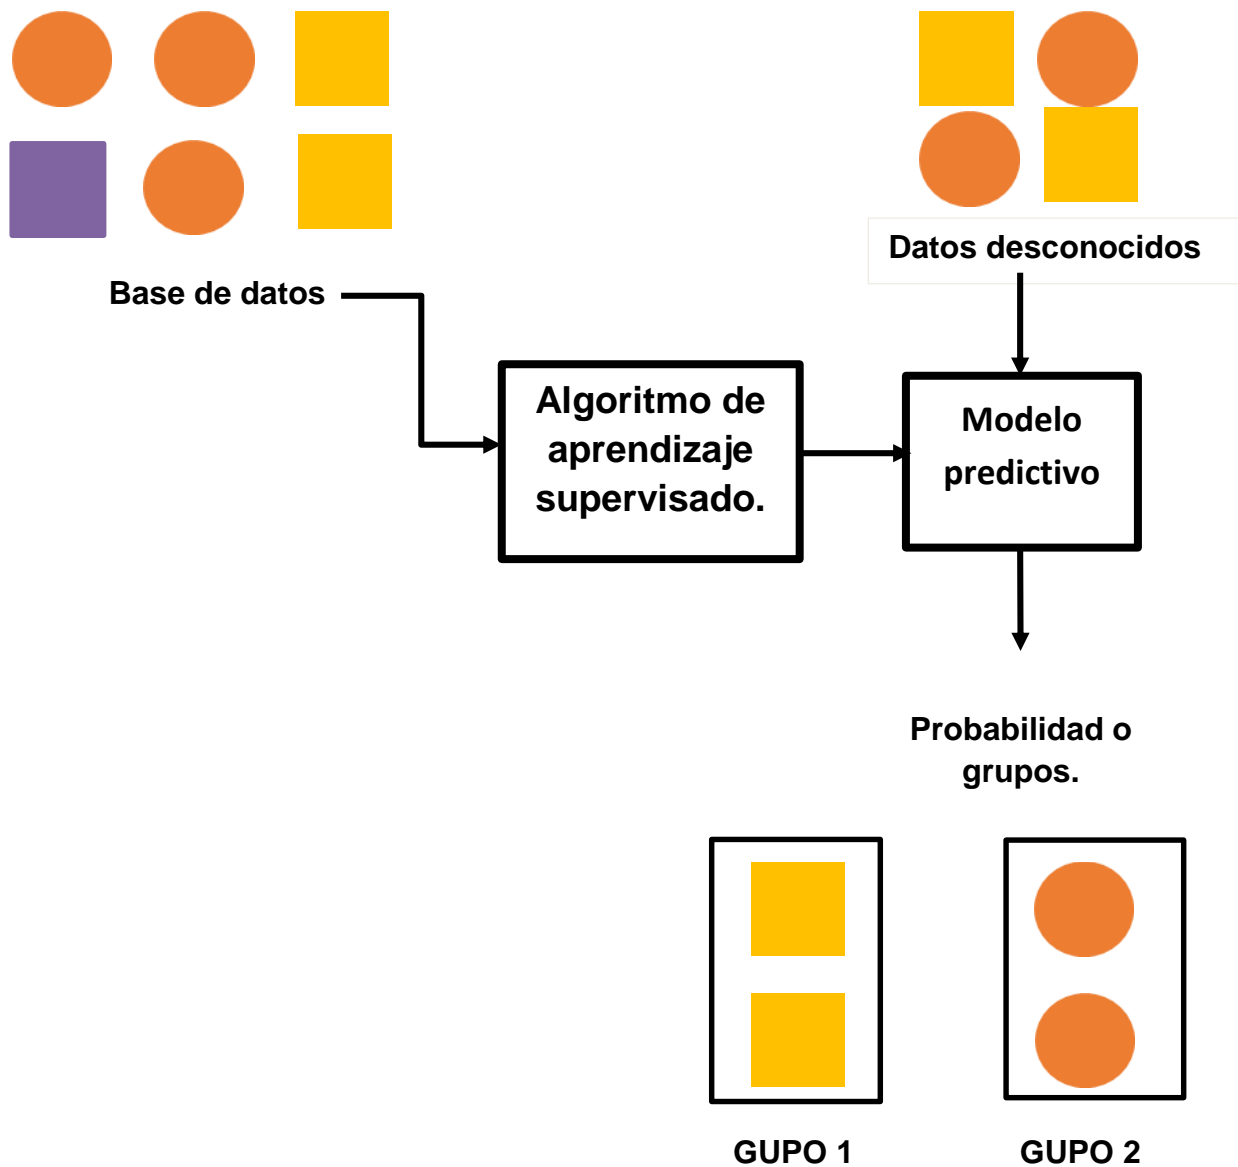 Datos desconocidos
Base de datos
Algoritmo de
aprendizaje
supervisado.
Modelo
predictivo
Probabilidad o
grupos.
GUPO 1
GUPO 2